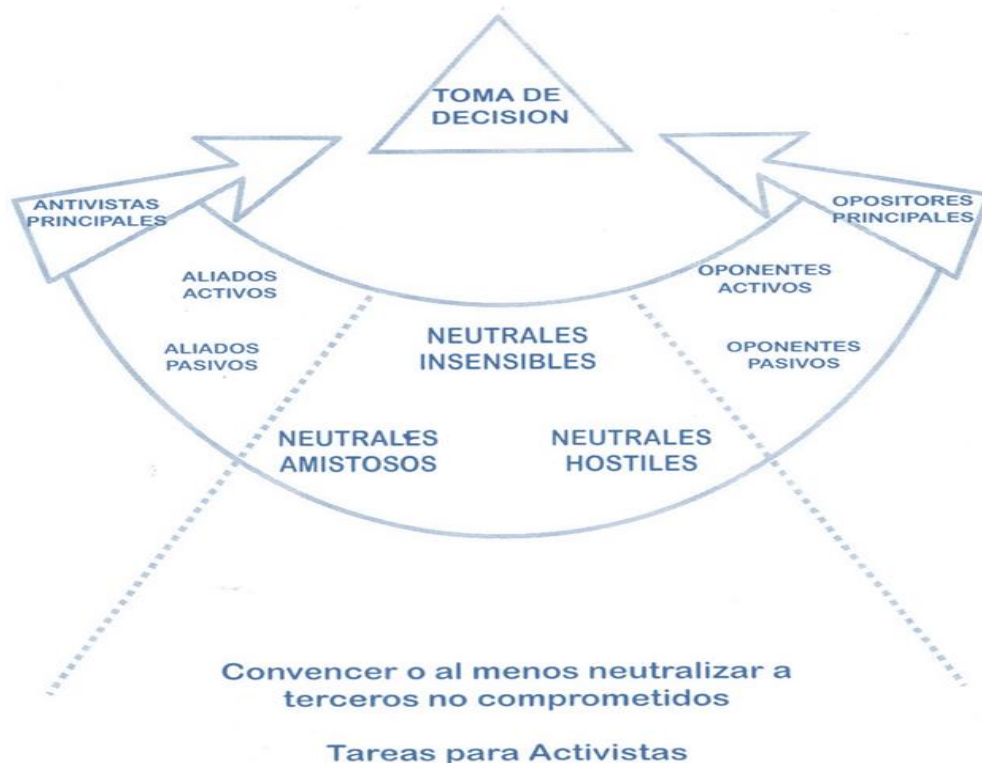 TOMA DE
DECISION
ANTIVISTAS
PRINCIPALES
OPOSITORES
PRINCIPALES
ALIADOS
ACTIVOS
OPONENTES
ACTIVOS
ALIADOS
PASIVOS
NEUTRALES
INSENSIBLES
OPONENTES
PASIVOS
NEUTRALES
AMISTOSOS
NEUTRALES
HOSTILES
Convencer o al menos neutralizar a
terceros no comprometidos
Tareas para Activistas